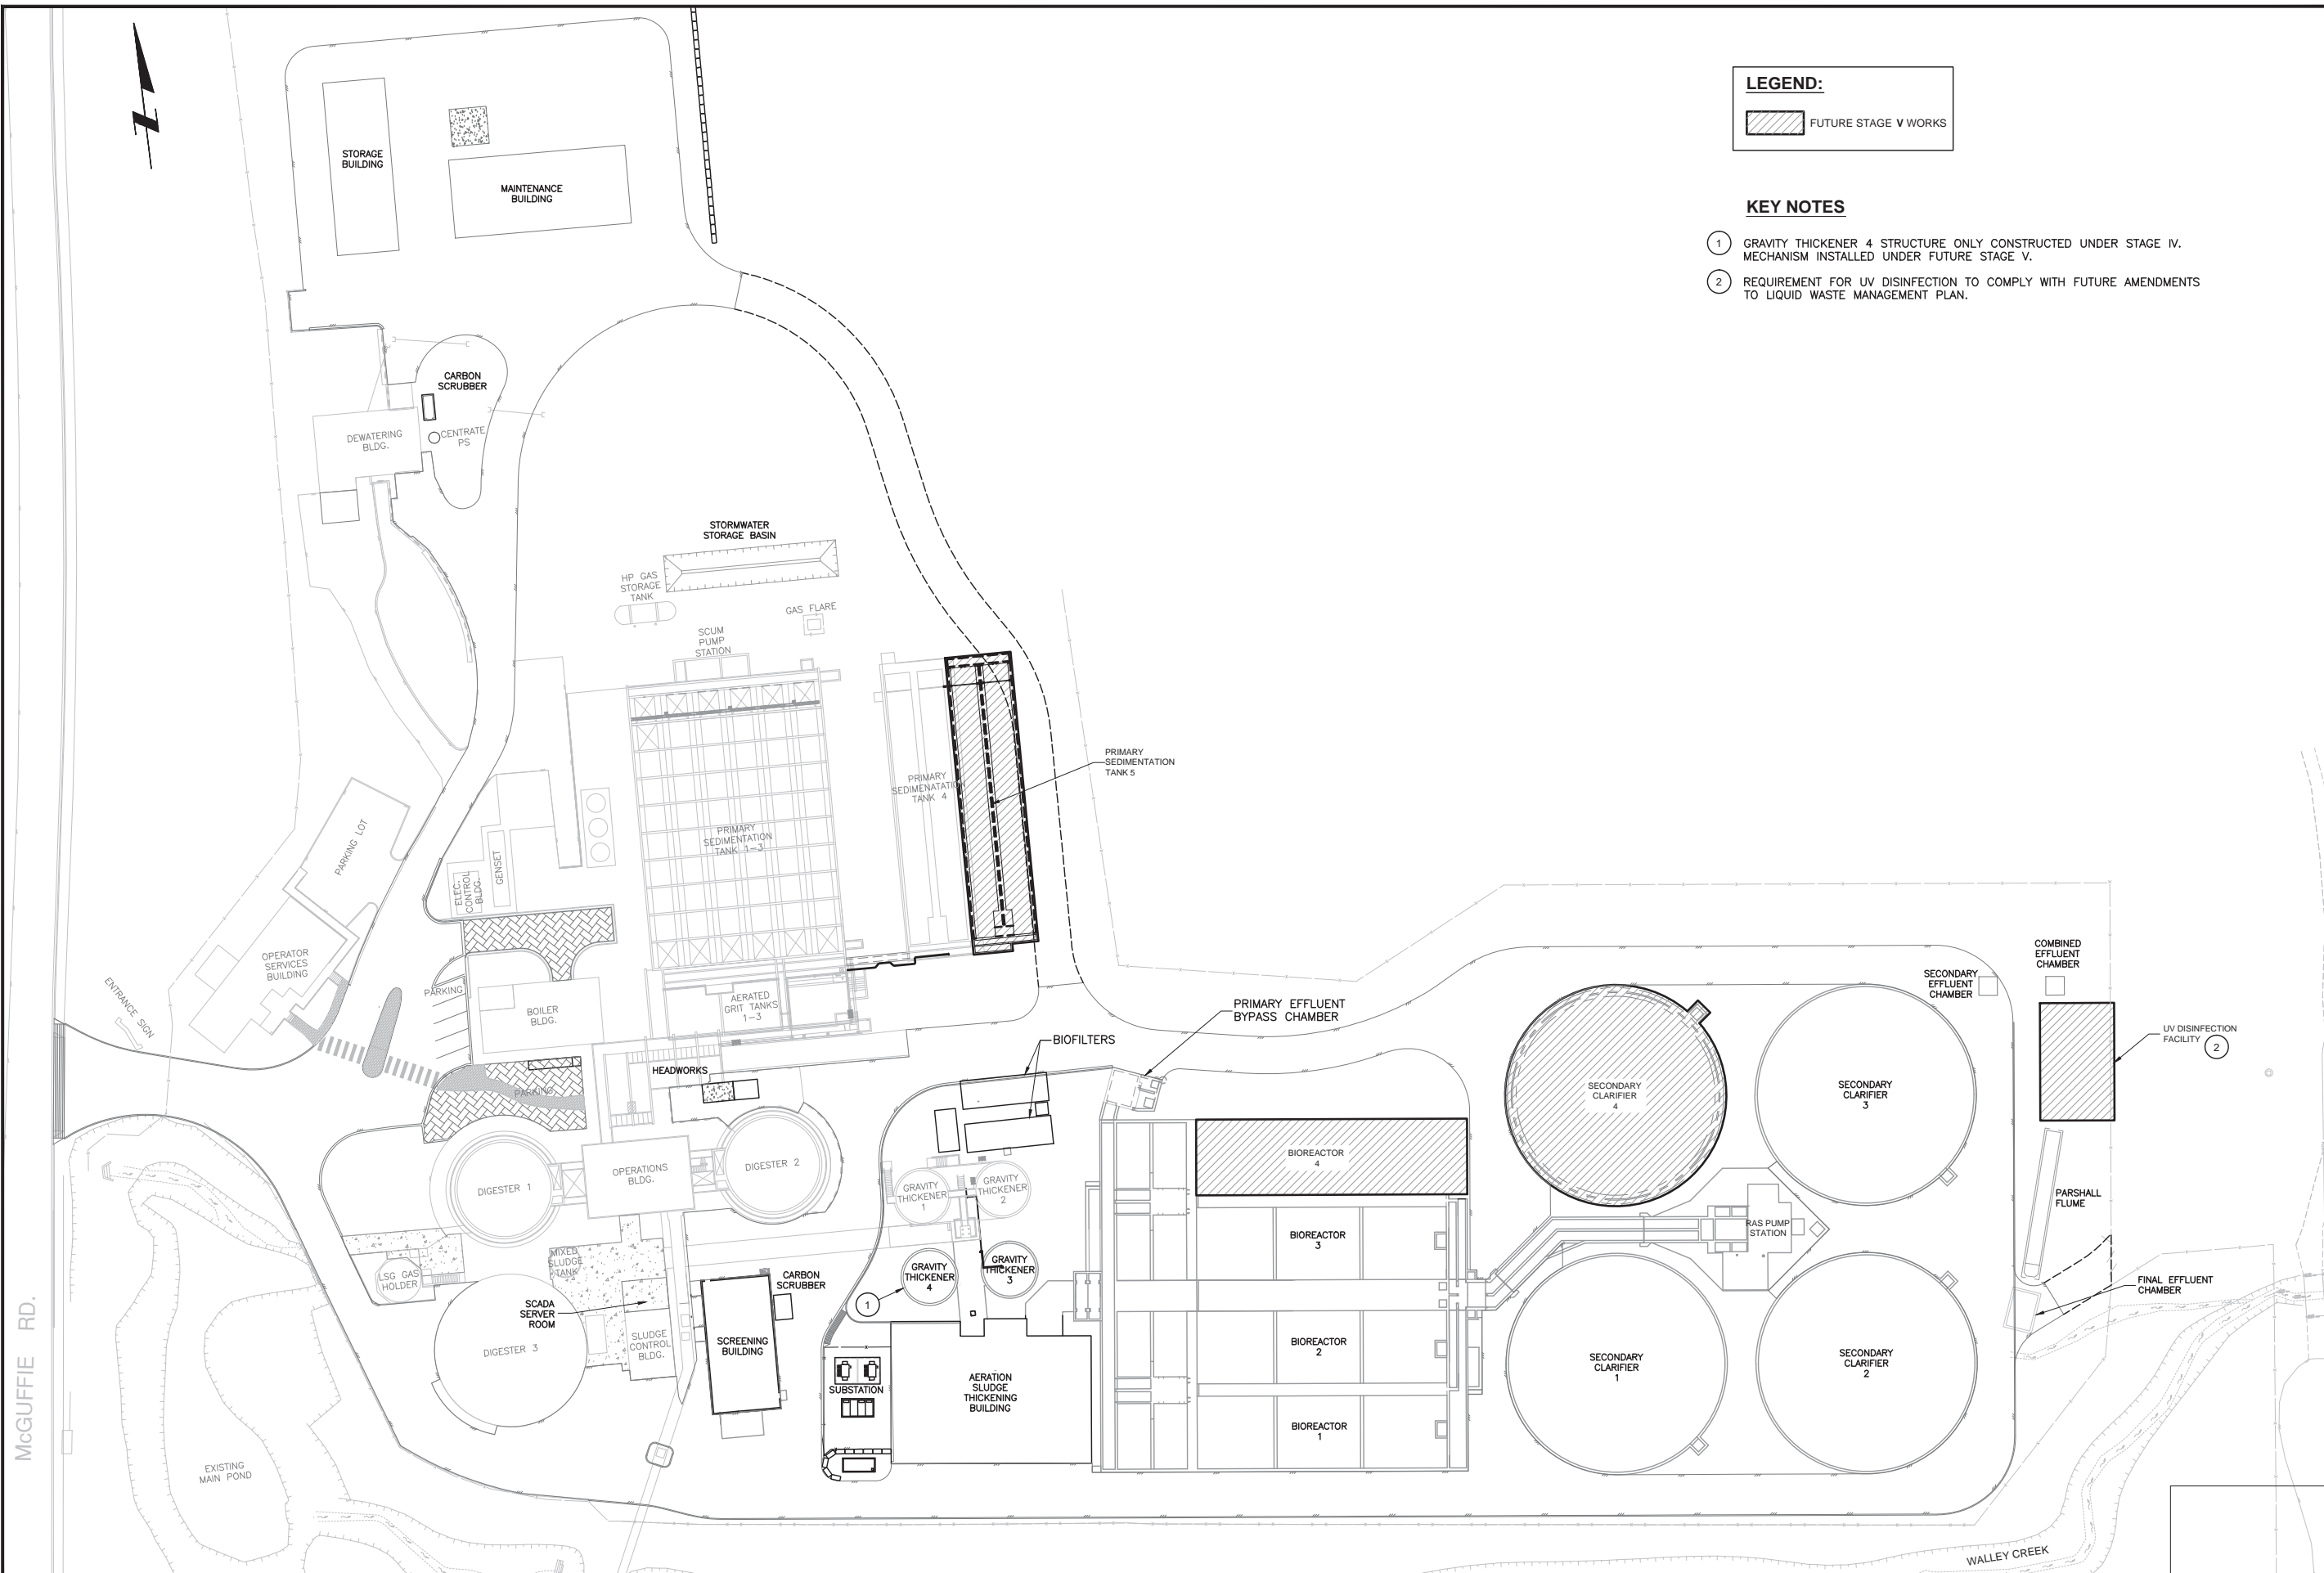 LEGEND:
FUTURE STAGE V WORKS
KEY NOTES
1 GRAVITY THICKENER 4 STRUCTURE ONLY CONSTRUCTED UNDER STAGE IV.
MECHANISM INSTALLED UNDER FUTURE STAGE V.
2 REQUIREMENT FOR UV DISINFECTION TO COMPLY WITH FUTURE AMENDMENTS
TO LIQUID WASTE MANAGEMENT PLAN.
STORAGE
BUILDING
MAINTENANCE
BUILDING
CARBON
SCRUBBER
DEWATERING
BLDG.
CENTRATE
PS
STORMWATER
STORAGE BASIN
HP GAS
STORAGE
TANK
GAS FLARE
SCUM
PUMP
STATION
PRIMARY
SEDIMENTATION
TANK 5
PRIMARY
SEDIMENATATION
TANK 4
PRIMARY
SEDIMENTATION
TANK 1-3
PARKING LOT
GENSET
ELEC.
CONTROL
BLDG.
OPERATOR
SERVICES
BUILDING
ENTRANCE SIGN
PARKING
BOILER
BLDG.
AERATED
GRIT TANKS
1-3
PRIMARY EFFLUENT
BYPASS CHAMBER
BIOFILTERS
HEADWORKS
PARKING
COMBINED
EFFLUENT
CHAMBER
SECONDARY
EFFLUENT
CHAMBER
UV DISINFECTION
FACILITY 2
SECONDARY
CLARIFIER
4
SECONDARY
CLARIFIER
3
BIOREACTOR
4
DIGESTER 1
OPERATIONS
BLDG.
DIGESTER 2
GRAVITY
THICKENER
1
GRAVITY
THICKENER
2
PARSHALL
FLUME
RAS PUMP
STATION
BIOREACTOR
3
MIXED
SLUDGE
TANK
LSG GAS
HOLDER
CARBON
SCRUBBER
GRAVITY
THICKENER
4
GRAVITY
THICKENER
3
1
FINAL EFFLUENT
CHAMBER
SCADA
SERVER
ROOM
SLUDGE
CONTROL
BLDG.
DIGESTER 3
SCREENING
BUILDING
SUBSTATION
AERATION
SLUDGE
THICKENING
BUILDING
BIOREACTOR
2
BIOREACTOR
1
SECONDARY
CLARIFIER
1
SECONDARY
CLARIFIER
2
McGUFFIE RD.
EXISTING
MAIN POND
WALLEY CREEK